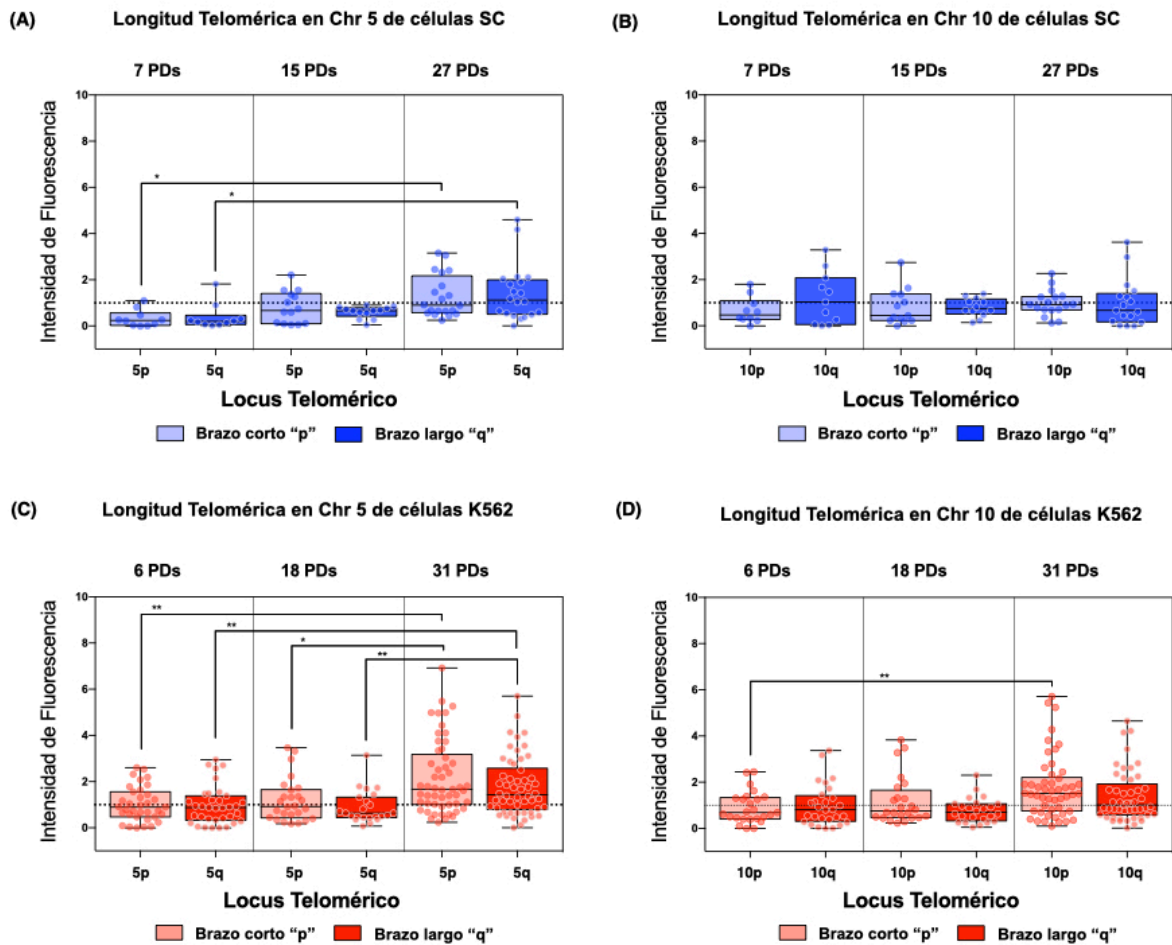 (A)
Longitud Telomérica en Chr 5 de células SC
7 PDs 15 PDs 27 PDs
Intensidad de Fluorescencia
10
8
6
4
2
0
*
*
5p 5q 5p 5q 5p 5q
Locus Telomérico
Brazo corto “p” Brazo largo “q”
(B)
Longitud Telomérica en Chr 10 de células SC
7 PDs 15 PDs 27 PDs
Intensidad de Fluorescencia
10
8
6
4
2
0
10p 10q 10p 10q 10p 10q
Locus Telomérico
Brazo corto “p” Brazo largo “q”
(C)
Longitud Telomérica en Chr 5 de células K562
6 PDs 18 PDs 31 PDs
Intensidad de Fluorescencia
10
8
6
4
2
0
**
**
*
**
5p 5q 5p 5q 5p 5q
Locus Telomérico
Brazo corto “p” Brazo largo “q”
(D)
Longitud Telomérica en Chr 10 de células K562
6 PDs 18 PDs 31 PDs
Intensidad de Fluorescencia
10
8
6
4
2
0
**
10p 10q 10p 10q 10p 10q
Locus Telomérico
Brazo corto “p” Brazo largo “q”